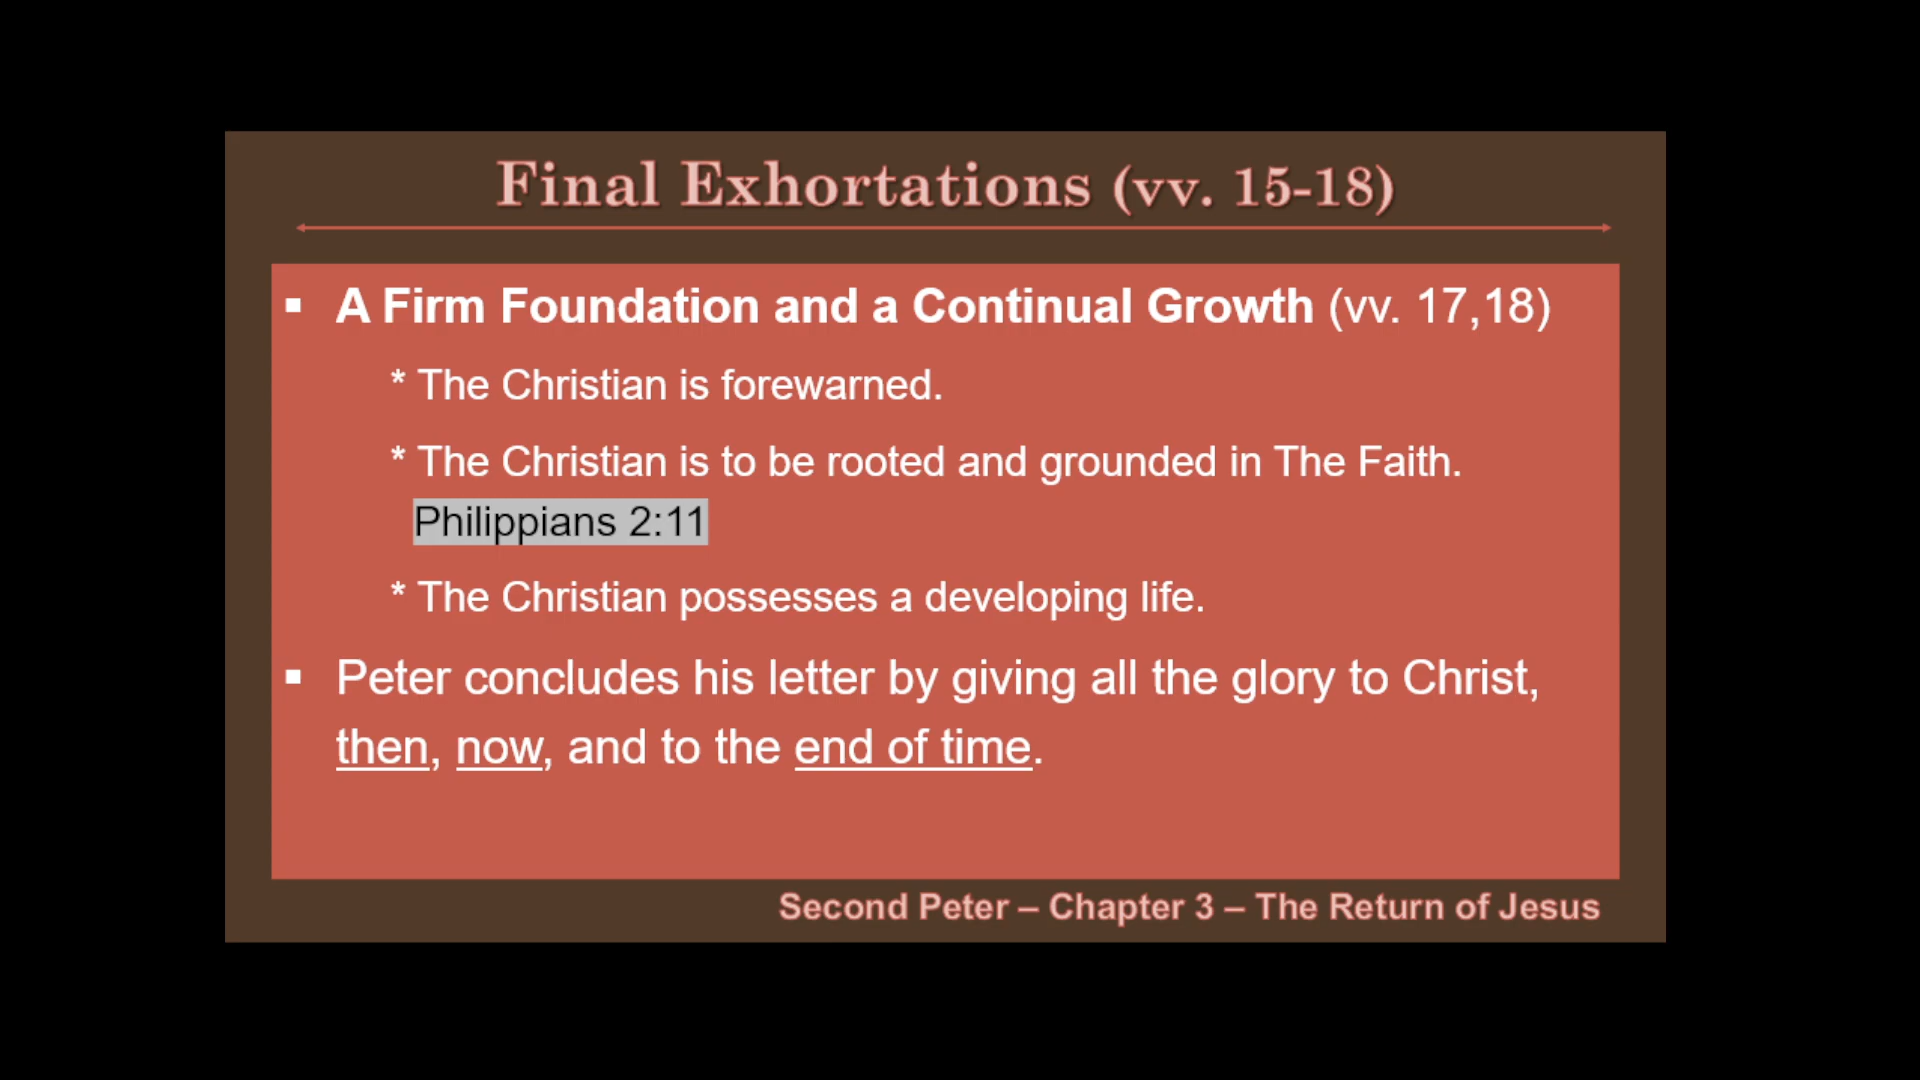 Final Exhortations (vv. 15-18)
▪ A Firm Foundation and a Continual Growth (vv. 17,18)
* The Christian is forewarned.
* The Christian is to be rooted and grounded in The Faith.
Philippians 2:11
* The Christian possesses a developing life.
▪ Peter concludes his letter by giving all the glory to Christ,
then, now, and to the end of time.
Second Peter – Chapter 3 – The Return of Jesus